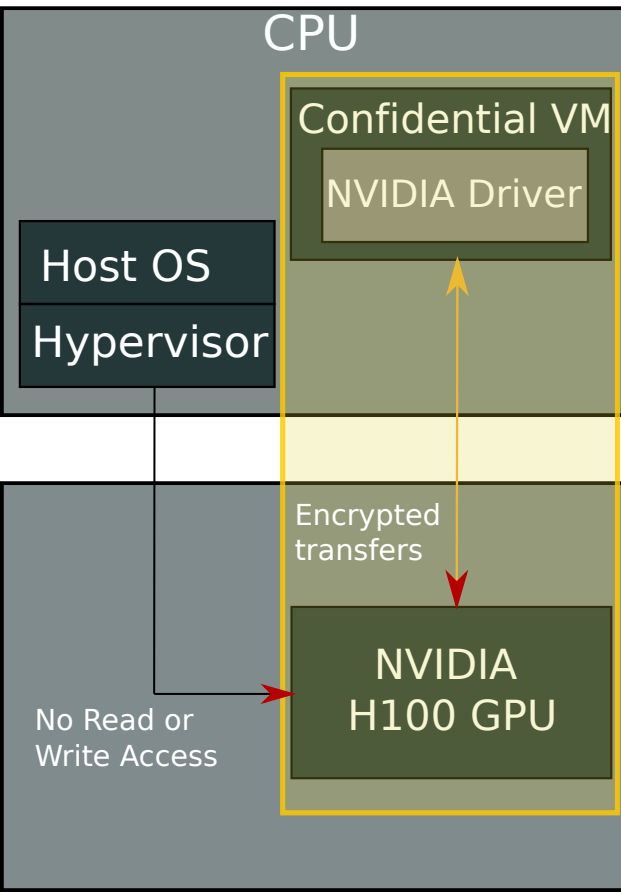 CPU
Confidential VM
NVIDIA Driver
Host OS
Hypervisor
Encrypted
transfers
NVIDIA
H100 GPU
No Read or
Write Access